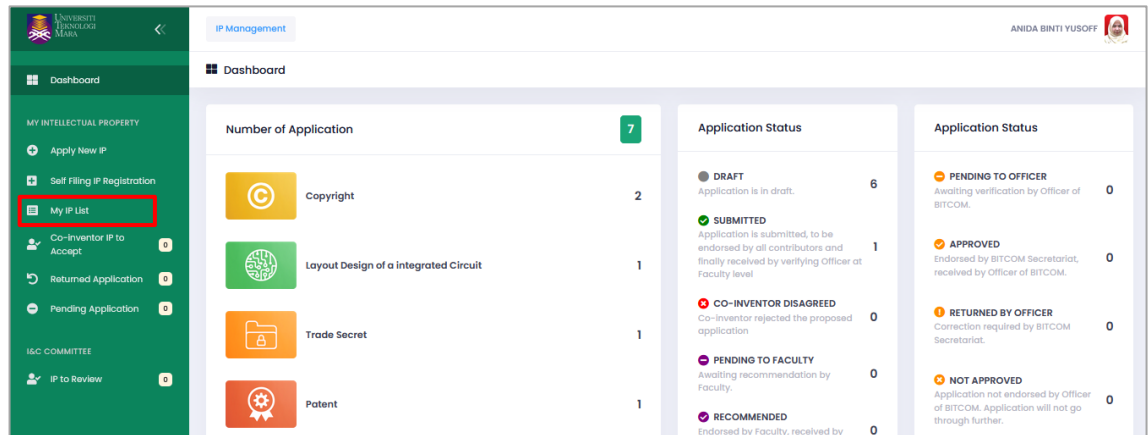 UNIVERSITI
TEKNOLOGI
MARA
IP Management
ANIDA BINTI YUSOFF
Dashboard
Dashboard
MY INTELLECTUAL PROPERTY
Apply New IP
Self Filing IP Registration
My IP List
Co-inventor IP to
Accept
0
Returned Application
0
Pending Application
0
I&C COMMITTEE
IP to Review
0
Number of Application
7
Copyright
2
Layout Design of a integrated Circuit
1
Trade Secret
1
Patent
1
Application Status
DRAFT
Application is in draft.
6
SUBMITTED
Application is submitted, to be
endorsed by all contributors and
finally received by verifying Officer at
Faculty level
1
CO-INVENTOR DISAGREED
Co-inventor rejected the proposed
application
0
PENDING TO FACULTY
Awaiting recommendation by
Faculty.
0
RECOMMENDED
Endorsed by Faculty, received by
0
Application Status
PENDING TO OFFICER
Awaiting verification by Officer of
BITCOM.
0
APPROVED
Endorsed by BITCOM Secretariat,
received by Officer of BITCOM.
0
RETURNED BY OFFICER
Correction required by BITCOM
Secretariat.
0
NOT APPROVED
Application not endorsed by Officer
of BITCOM. Application will not go
through further.
0